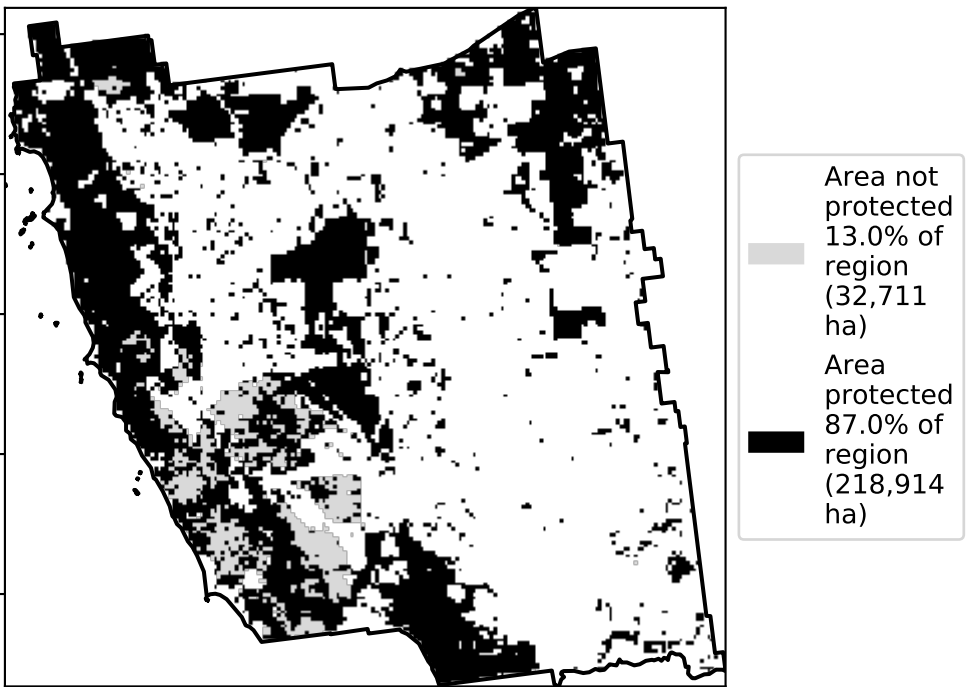 Area not
protected
13.0% of
region
(32,711
ha)
Area
protected
87.0% of
region
(218,914
ha)